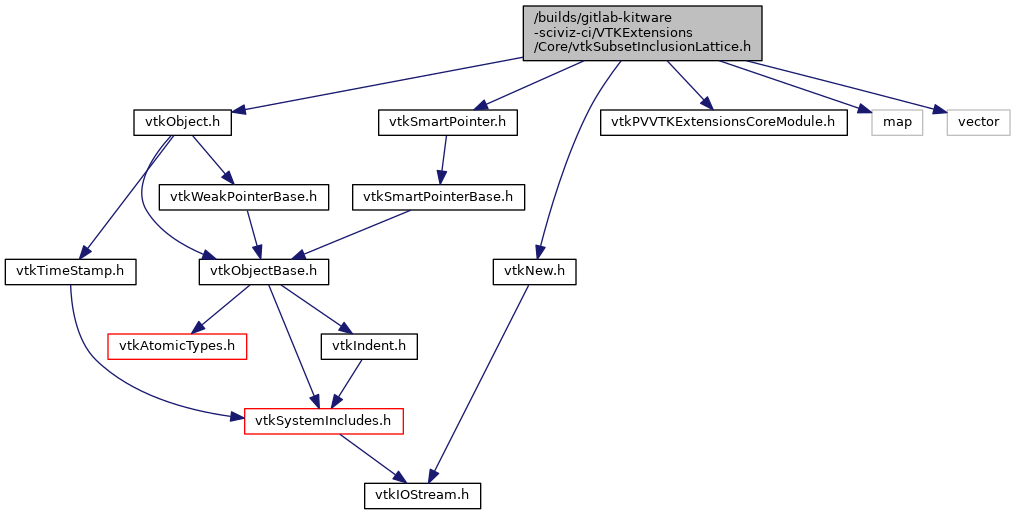 /builds/gitlab-kitware
-sciviz-ci/VTKExtensions
/Core/vtkSubsetInclusionLattice.h
vtkObject.h
vtkSmartPointer.h
vtkPVVTKExtensionsCoreModule.h
map
vector
vtkWeakPointerBase.h
vtkSmartPointerBase.h
vtkTimeStamp.h
vtkObjectBase.h
vtkNew.h
vtkAtomicTypes.h
vtkIndent.h
vtkSystemIncludes.h
vtkIOStream.h